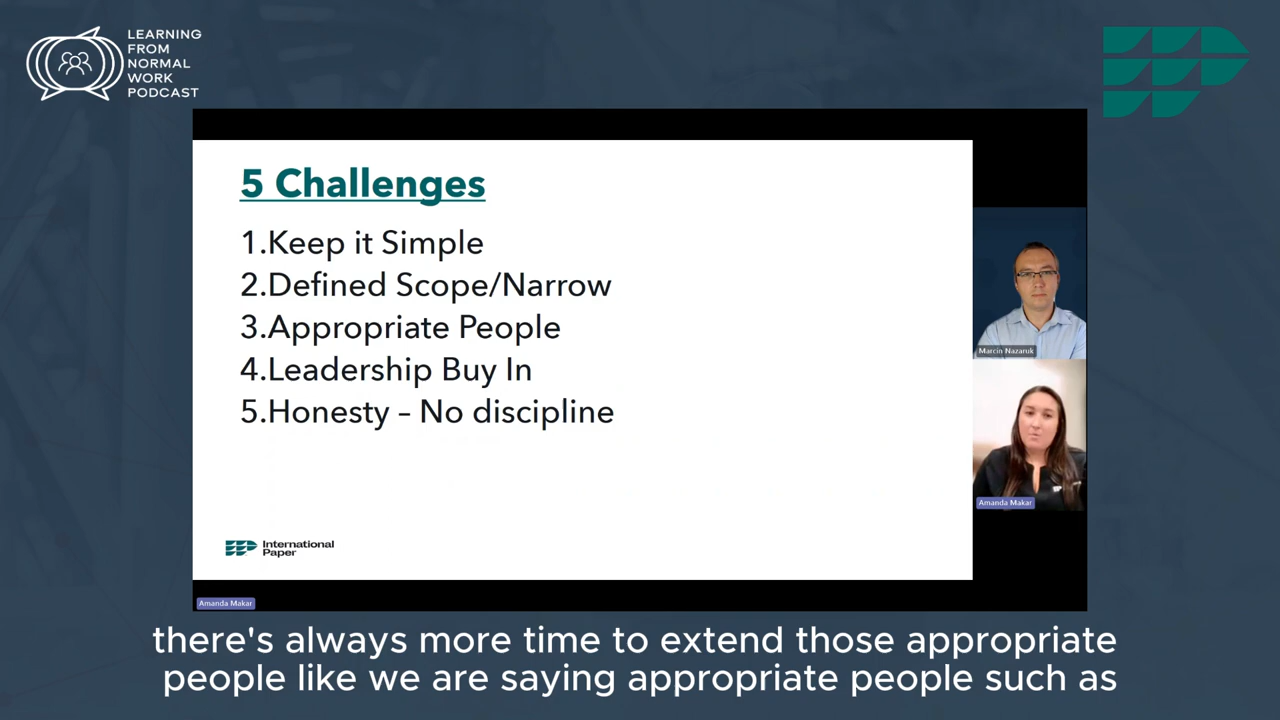 LEARNING
FROM
NORMAL
WORK
PODCAST
5 Challenges
1.Keep it Simple
2.Defined Scope/Narrow
3.Appropriate People
4.Leadership Buy In
5.Honesty – No discipline
International
Paper
Marcin Nazaruk
Amanda Makar
Amanda Makar
there's always more time to extend those appropriate
people like we are saying appropriate people such as